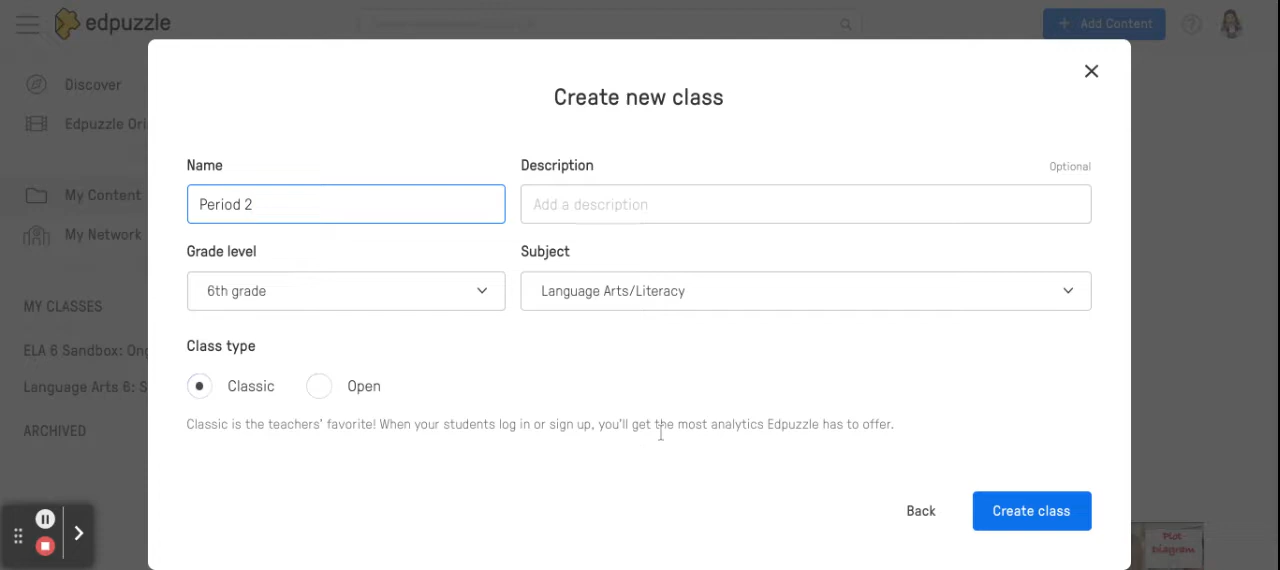 edpuzzle
+ Add Content
?
Discover
Edpuzzle Ori
My Content
My Network
MY CLASSES
ELA 6 Sandbox: Ong
Language Arts 6: S
ARCHIVED
Create new class
Name
Description
Optional
Period 2
Add a description
Grade level
Subject
6th grade
Language Arts/Literacy
Class type
Classic
Open
Classic is the teachers' favorite! When your students log in or sign up, you'll get the most analytics Edpuzzle has to offer.
Back
Create class
Plot
Diagram